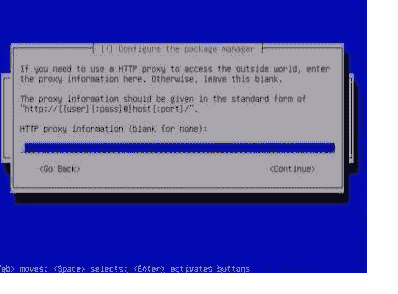 [!] Configure the package manager
If you need to use a HTTP proxy to access the outside world, enter
the proxy information here. Otherwise, leave this blank.
The proxy information should be given in the standard form of
"http://[[user][:pass]@]host[:port]/".
HTTP proxy information (blank for none):
<Go Back> <Continue>
ab> moves; <Space> selects; <Enter> activates buttons